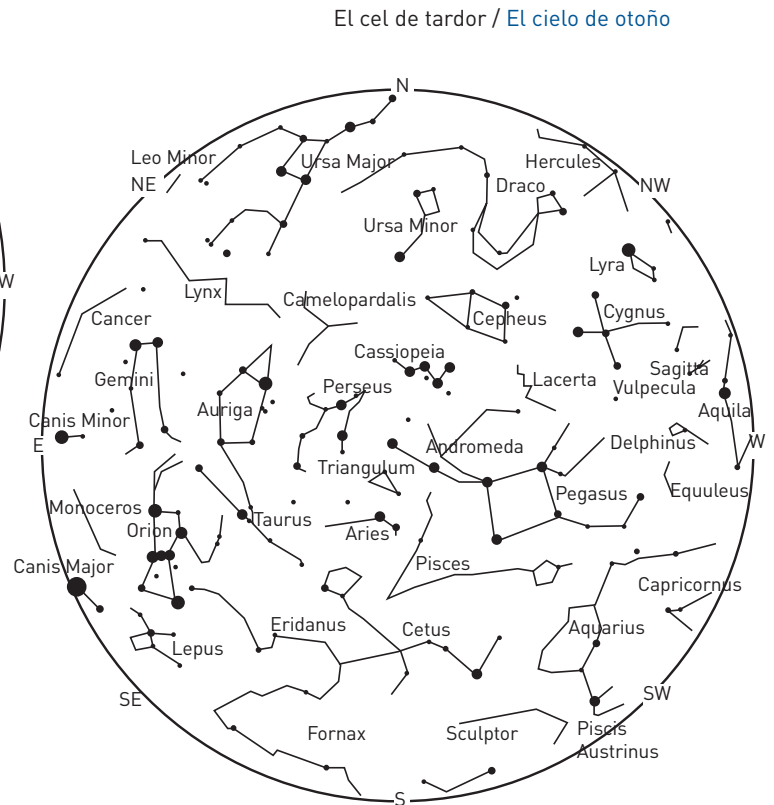 El cel de tardor / El cielo de otoño
N
Leo Minor
Ursa Major
Hercules
NE
Draco
NW
Ursa Minor
W
Lyra
Lynx
Camelopardalis
Cancer
Cepheus
Cygnus
Cassiopeia
Gemini
Perseus
Lacerta
Sagitta
Vulpecula
Auriga
Aquila
Canis Minor
E
Andromeda
Delphinus
W
Triangulum
Pegasus
Equuleus
Monoceros
Orion
Taurus
Aries
Canis Major
Pisces
Capricornus
Eridanus
Cetus
Aquarius
Lepus
SE
SW
Fornax
Sculptor
Piscis
Austrinus
S